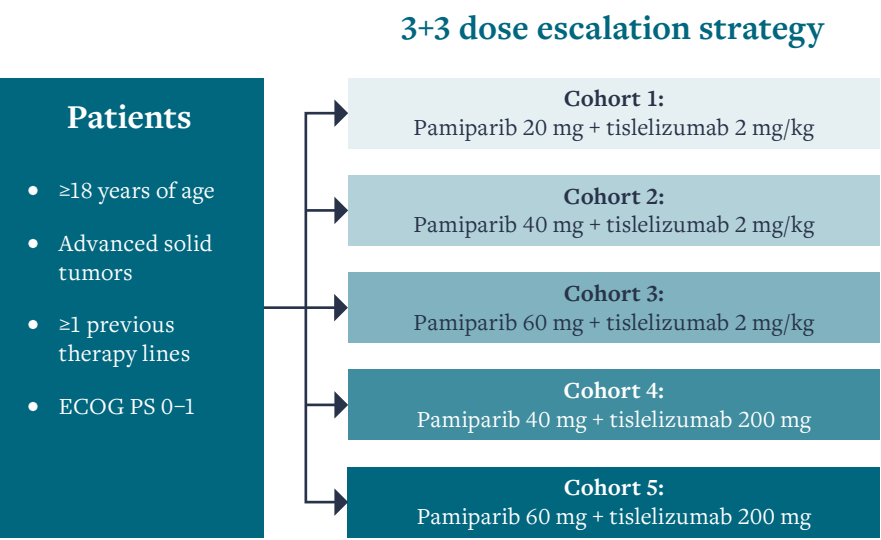 3+3 dose escalation strategy
Patients
• ≥18 years of age
• Advanced solid
tumors
• ≥1 previous
therapy lines
• ECOG PS 0–1
Cohort 1:
Pamiparib 20 mg + tislelizumab 2 mg/kg
Cohort 2:
Pamiparib 40 mg + tislelizumab 2 mg/kg
Cohort 3:
Pamiparib 60 mg + tislelizumab 2 mg/kg
Cohort 4:
Pamiparib 40 mg + tislelizumab 200 mg
Cohort 5:
Pamiparib 60 mg + tislelizumab 200 mg